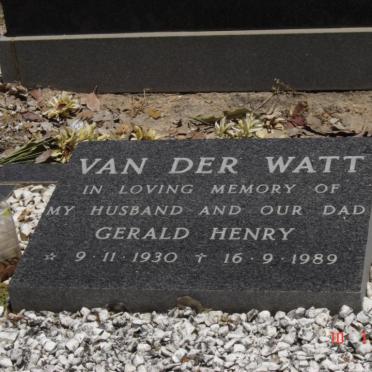 VAN DER WATT
IN LOVING MEMORY OF
MY HUSBAND AND OUR DAD
GERALD HENRY
☆ 9·11·1930 ✝ 16·9·1989